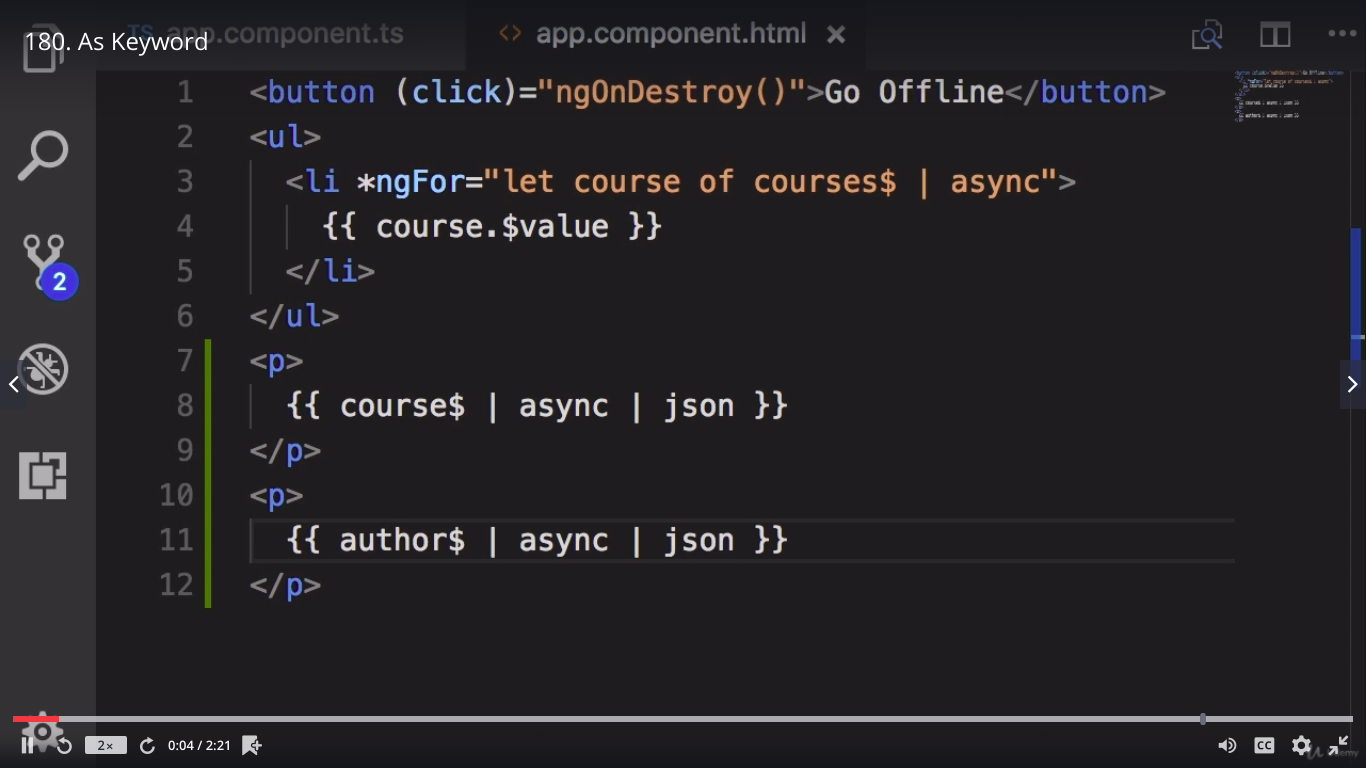 180. As Keyword
TS app.component.ts
<> app.component.html
1 <button (click)="ngOnDestroy()">Go Offline</button>
2 <ul>
3 <li *ngFor="let course of courses$ | async">
4 {{ course.$value }}
5 </li>
6 </ul>
7 <p>
8 {{ course$ | async | json }}
9 </p>
10 <p>
11 {{ author$ | async | json }}
12 </p>
2
2×
0:04 / 2:21
CC